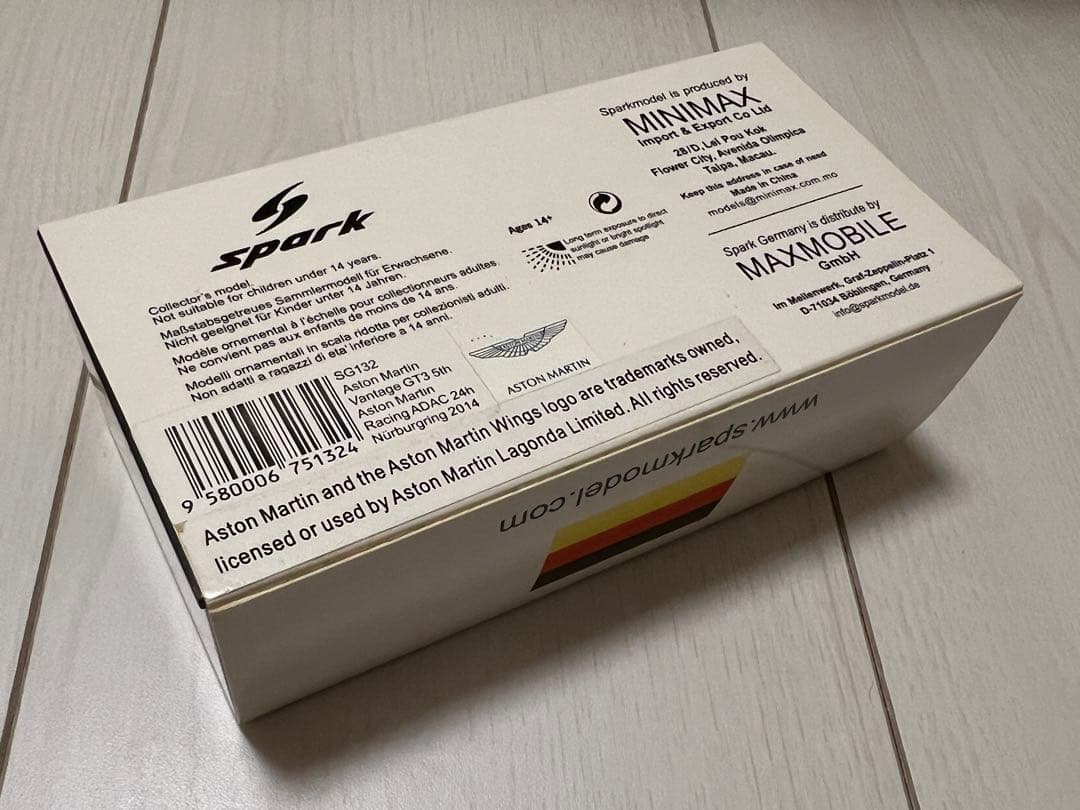 spark
Collector's model.
Not suitable for children under 14 years.
Maßstabsgetreues Sammlermodell für Erwachsene.
Nicht geeignet für Kinder unter 14 Jahren.
Modèle ornemental à l'échelle pour collectionneurs adultes.
Ne convient pas aux enfants de moins de 14 ans.
Modelli ornamentali in scala ridotta per collezionisti adulti.
Non adatti a ragazzi di eta' inferiore a 14 anni.
SG132
Aston Martin
Vantage GT3 5th
Aston Martin
Racing ADAC 24h
Nürburgring 2014
9 580006 751324
ASTON MARTIN
ASTON MARTIN
Aston Martin and the Aston Martin Wings logo are trademarks owned,
licensed or used by Aston Martin Lagonda Limited. All rights reserved.
Ages 14+
Long term exposure to direct
sunlight or bright spotlight
may cause damage
Sparkmodel is produced by
MINIMAX
Import & Export Co Ltd
28/D, Lei Pou Kok
Flower City, Avenida Olimpica
Taipa, Macau.
Keep this address in case of need
Made in China
models@minimax.com.mo
Spark Germany is distribute by
MAXMOBILE
GmbH
Im Meilenwerk, Graf-Zeppelin-Platz 1
D-71034 Böblingen, Germany
info@sparkmodel.de
www.sparkmodel.com